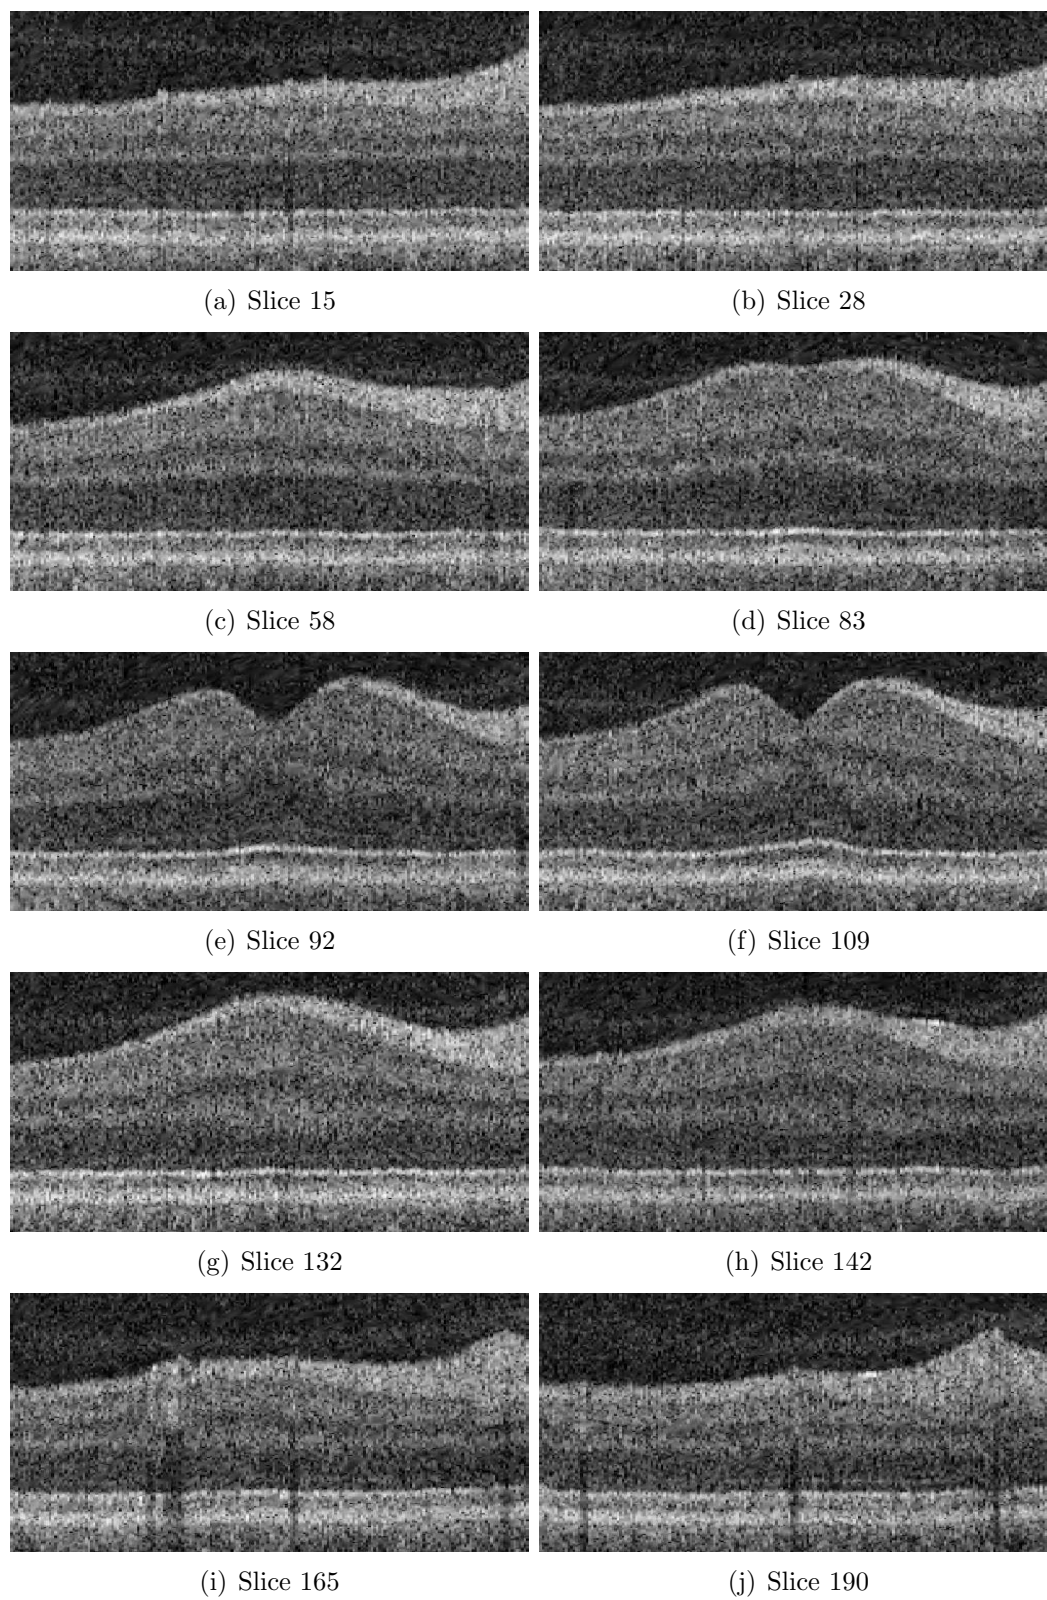 (a) Slice 15
(b) Slice 28
(c) Slice 58
(d) Slice 83
(e) Slice 92
(f) Slice 109
(g) Slice 132
(h) Slice 142
(i) Slice 165
(j) Slice 190